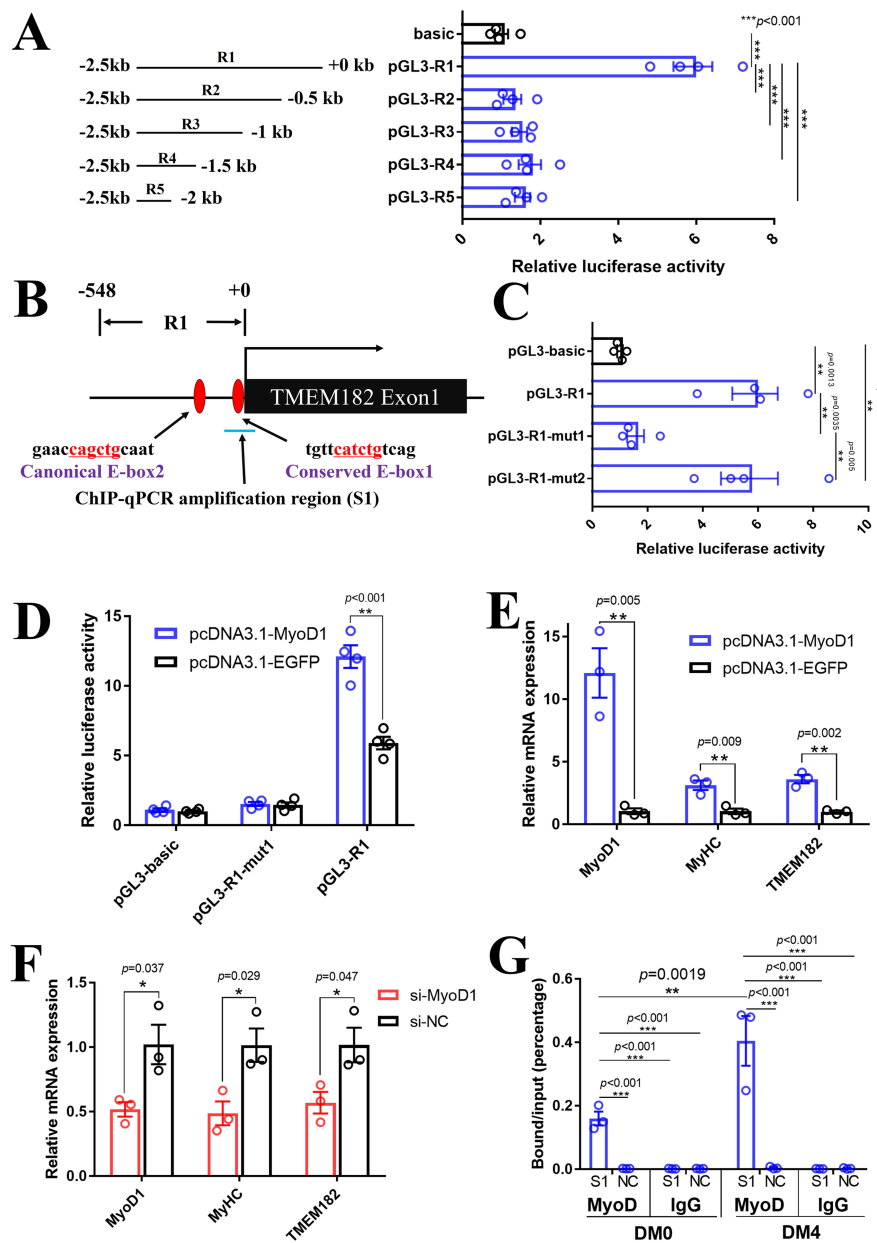 A
R1
-2.5kb
+0 kb
R2
-2.5kb
-0.5 kb
R3
-2.5kb
-1 kb
R4
-2.5kb
-1.5 kb
R5
-2.5kb
-2 kb
basic
pGL3-R1
pGL3-R2
pGL3-R3
pGL3-R4
pGL3-R5
***p<0.001
***
***
***
***
***
0 2 4 6 8
Relative luciferase activity
B
-548 +0
R1
TMEM182 Exon1
gaaccagctgcaat
tgttcatctgtcag
Canonical E-box2
Conserved E-box1
ChIP-qPCR amplification region (S1)
C
pGL3-basic
pGL3-R1
pGL3-R1-mut1
pGL3-R1-mut2
p=0.0013
**
p=0.0035
**
**
p=0.005
**
0 2 4 6 8 10
Relative luciferase activity
D
Relative luciferase activity
15
10
5
0
pcDNA3.1-MyoD1
pcDNA3.1-EGFP
p<0.001
**
pGL3-basic
pGL3-R1-mut1
pGL3-R1
E
Relative mRNA expression
15
10
5
0
pcDNA3.1-MyoD1
pcDNA3.1-EGFP
p=0.005
**
p=0.009
**
p=0.002
**
MyoD1
MyHC
TMEM182
F
Relative mRNA expression
1.5
1.0
0.5
0.0
p=0.037
*
p=0.029
*
p=0.047
*
si-MyoD1
si-NC
MyoD1
MyHC
TMEM182
G
Bound/input (percentage)
0.6
0.4
0.2
0.0
p=0.0019
**
p<0.001
***
p<0.001
***
p<0.001
***
p<0.001
***
p<0.001
***
p<0.001
***
S1 NC S1 NC S1 NC S1 NC
MyoD IgG MyoD IgG
DM0 DM4